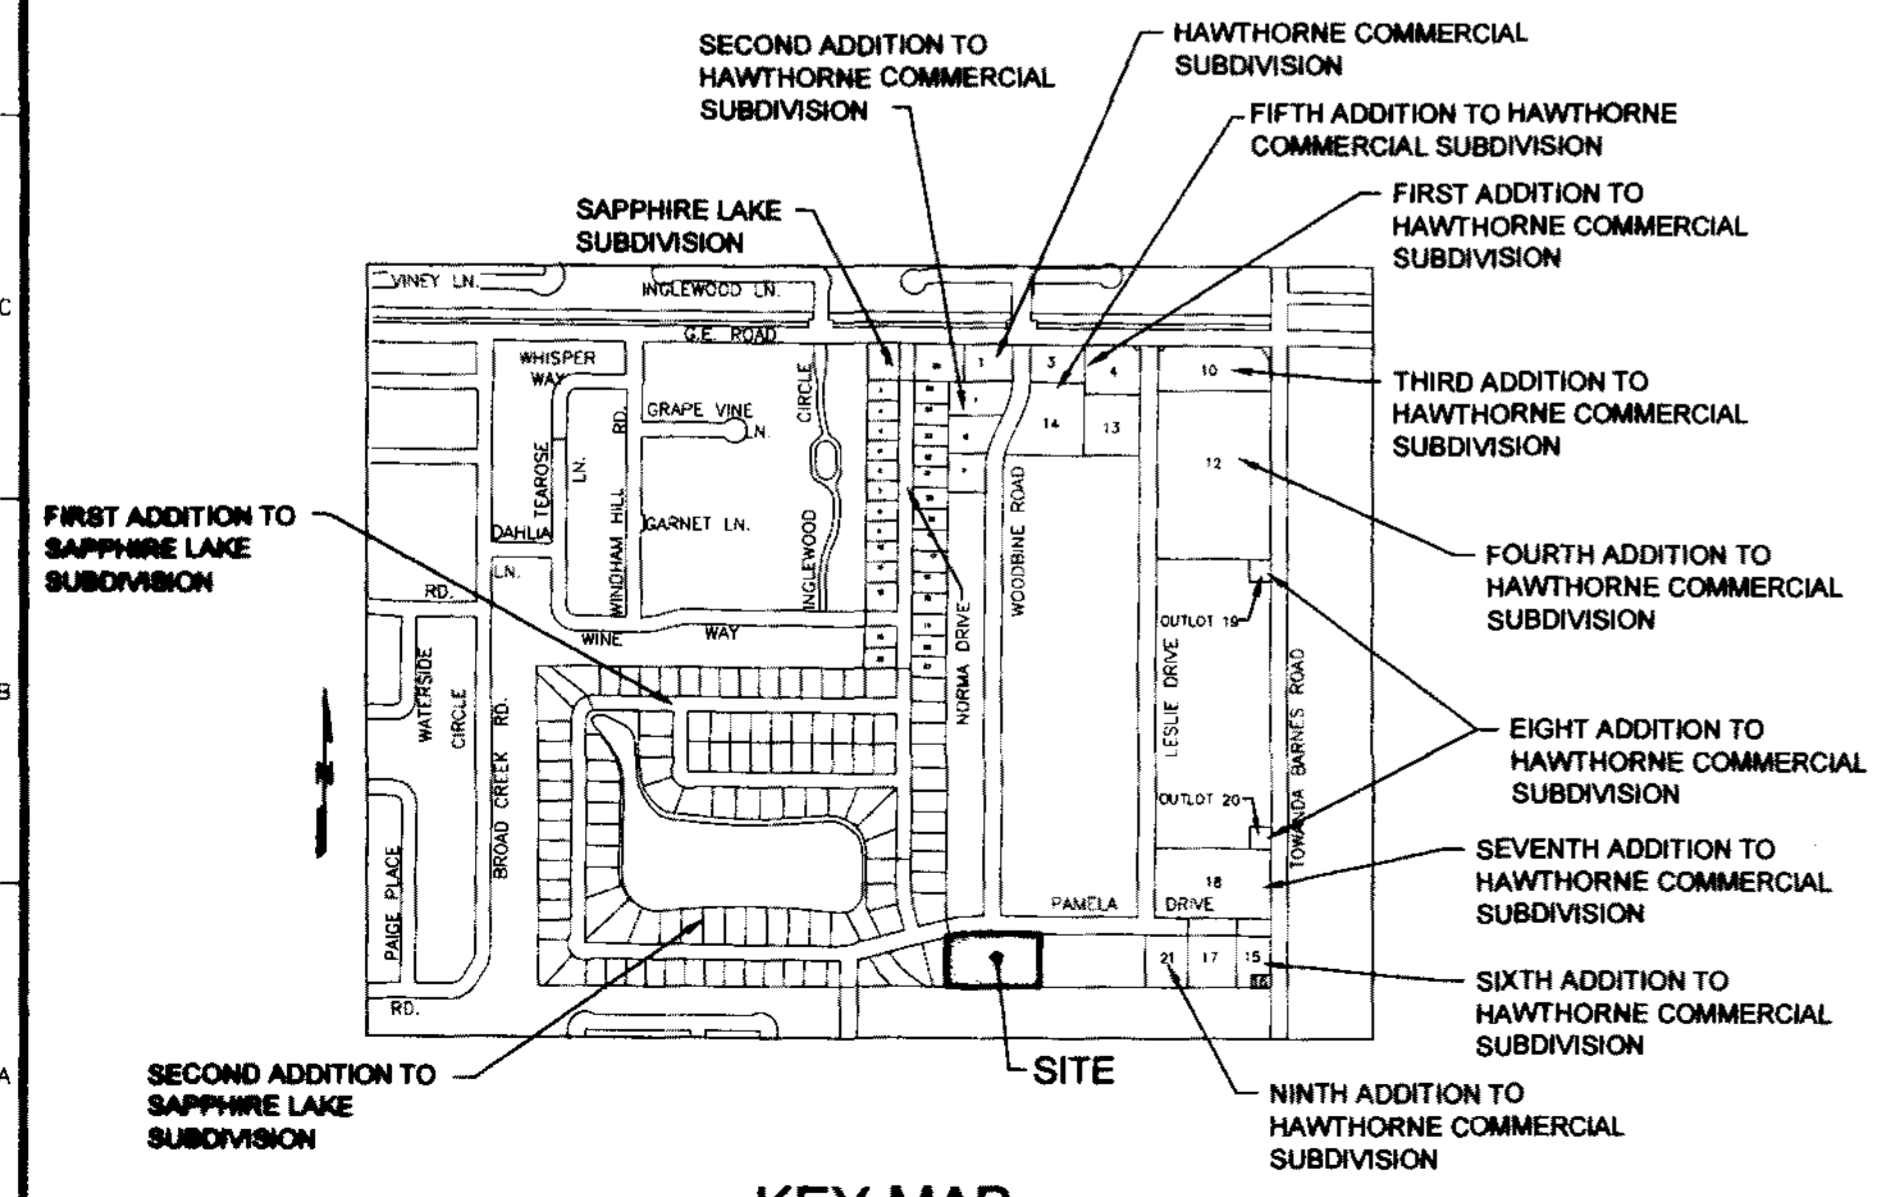 SECOND ADDITION TO
HAWTHORNE COMMERCIAL
SUBDIVISION
HAWTHORNE COMMERCIAL
SUBDIVISION
FIFTH ADDITION TO HAWTHORNE
COMMERCIAL SUBDIVISION
FIRST ADDITION TO
HAWTHORNE COMMERCIAL
SUBDIVISION
SAPPHIRE LAKE
SUBDIVISION
THIRD ADDITION TO
HAWTHORNE COMMERCIAL
SUBDIVISION
FOURTH ADDITION TO
HAWTHORNE COMMERCIAL
SUBDIVISION
FIRST ADDITION TO
SAPPHIRE LAKE
SUBDIVISION
EIGHT ADDITION TO
HAWTHORNE COMMERCIAL
SUBDIVISION
SEVENTH ADDITION TO
HAWTHORNE COMMERCIAL
SUBDIVISION
SIXTH ADDITION TO
HAWTHORNE COMMERCIAL
SUBDIVISION
NINTH ADDITION TO
HAWTHORNE COMMERCIAL
SUBDIVISION
SECOND ADDITION TO
SAPPHIRE LAKE
SUBDIVISION
SITE
VINEY LN.
INGLEWOOD LN.
G.E. ROAD
WHISPER
WAY
GRAPE VINE
LN.
RD.
WINDHAM HILL
TEAROSE
LN.
DAHLIA
LN.
GARNET LN.
CIRCLE
INGLEWOOD
RD.
WINE
WAY
WATERSIDE
CIRCLE
BROAD CREEK RD.
PAIGE PLACE
RD.
NORMA DRIVE
WOODBINE ROAD
LESLIE DRIVE
TOWANDA BARNES ROAD
OUTLOT 19
OUTLOT 20
PAMELA
DRIVE
3
4
10
14
13
12
18
21
17
15
16
C
B
A
KEY MAP